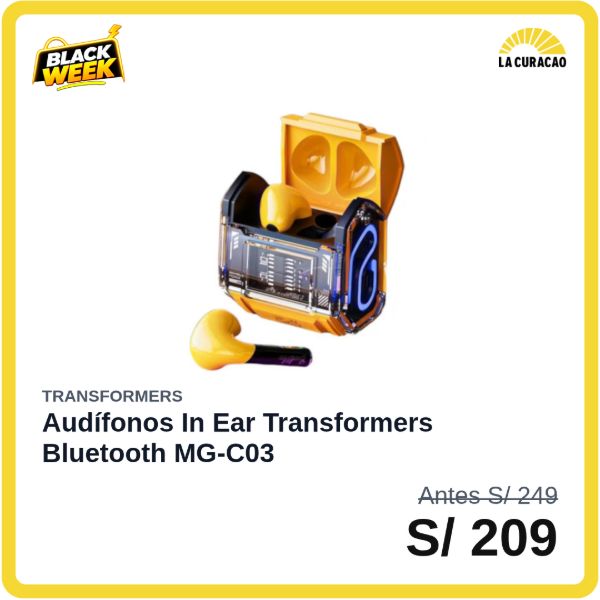 BLACK
WEEK
LA CURACAO
TRANSFORMERS
Audífonos In Ear Transformers
Bluetooth MG-C03
Antes S/ 249
S/ 209